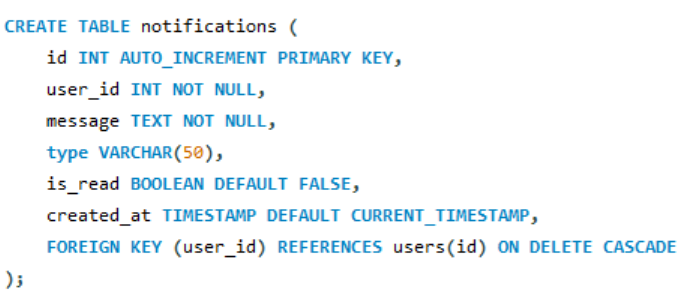 CREATE TABLE notifications (
    id INT AUTO_INCREMENT PRIMARY KEY,
    user_id INT NOT NULL,
    message TEXT NOT NULL,
    type VARCHAR(50),
    is_read BOOLEAN DEFAULT FALSE,
    created_at TIMESTAMP DEFAULT CURRENT_TIMESTAMP,
    FOREIGN KEY (user_id) REFERENCES users(id) ON DELETE CASCADE
);